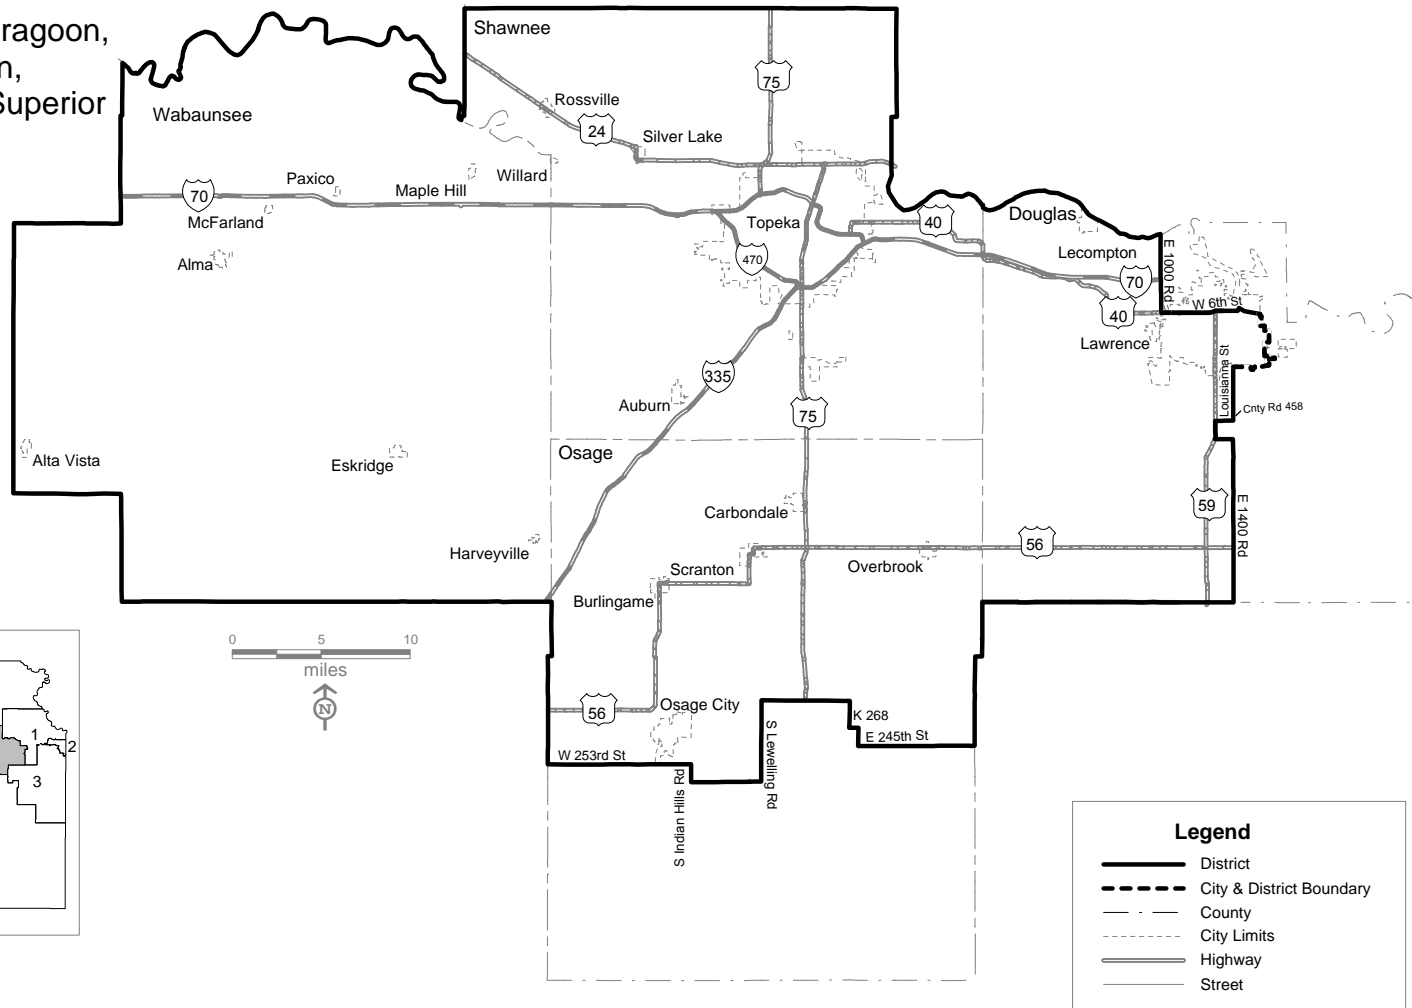 ragoon,
n,
Superior
Shawnee
75
Wabaunsee
Rossville
24
Silver Lake
Willard
Paxico
Maple Hill
70
McFarland
Alma
Topeka
40
470
Douglas
Lecompton
E 1000 Rd
70
W 6th St
40
Lawrence
Louisianna St
Cnty Rd 458
335
Auburn
75
Alta Vista
Eskridge
Osage
Carbondale
59
E 1400 Rd
Harveyville
56
Scranton
Overbrook
Burlingame
0 5 10
miles
N
56
Osage City
K 268
E 245th St
W 253rd St
S Indian Hills Rd
S Lewelling Rd
1
2
3
Legend
District
City & District Boundary
County
City Limits
Highway
Street